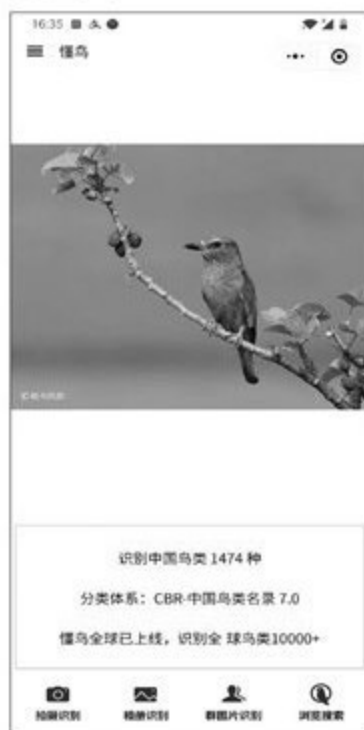 16:35
懂鸟
识别中国鸟类 1474 种
分类体系：CBR-中国鸟类名录 7.0
懂鸟全球已上线，识别全 球鸟类10000+
拍照识别 相册识别 群图片识别 浏览搜索